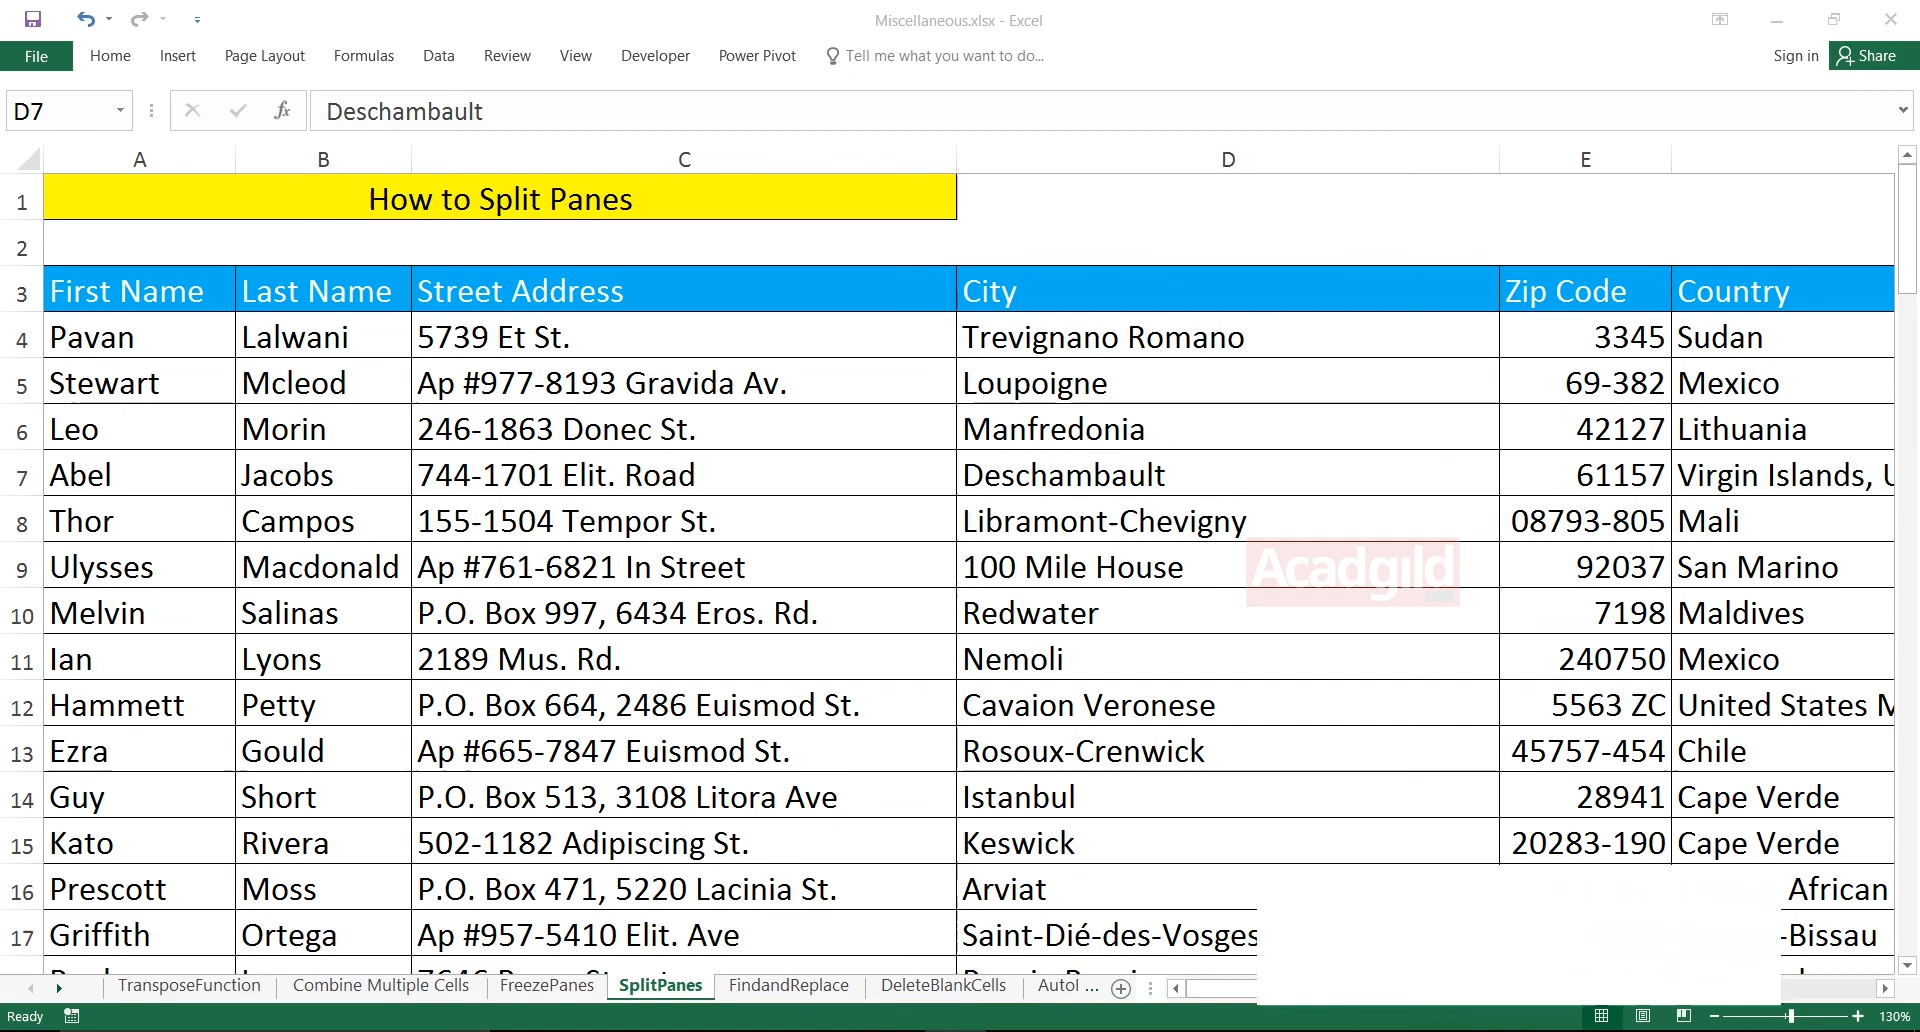 Miscellaneous.xlsx - Excel
File Home Insert Page Layout Formulas Data Review View Developer Power Pivot Tell me what you want to do... Sign in Share
D7 fx Deschambault
A B C D E
1 How to Split Panes
2
3 First Name Last Name Street Address City Zip Code Country
4 Pavan Lalwani 5739 Et St. Trevignano Romano 3345 Sudan
5 Stewart Mcleod Ap #977-8193 Gravida Av. Loupoigne 69-382 Mexico
6 Leo Morin 246-1863 Donec St. Manfredonia 42127 Lithuania
7 Abel Jacobs 744-1701 Elit. Road Deschambault 61157 Virgin Islands, U
8 Thor Campos 155-1504 Tempor St. Libramont-Chevigny 08793-805 Mali
9 Ulysses Macdonald Ap #761-6821 In Street 100 Mile House 92037 San Marino
Acadgild
10 Melvin Salinas P.O. Box 997, 6434 Eros. Rd. Redwater 7198 Maldives
11 Ian Lyons 2189 Mus. Rd. Nemoli 240750 Mexico
12 Hammett Petty P.O. Box 664, 2486 Euismod St. Cavaion Veronese 5563 ZC United States M
13 Ezra Gould Ap #665-7847 Euismod St. Rosoux-Crenwick 45757-454 Chile
14 Guy Short P.O. Box 513, 3108 Litora Ave Istanbul 28941 Cape Verde
15 Kato Rivera 502-1182 Adipiscing St. Keswick 20283-190 Cape Verde
16 Prescott Moss P.O. Box 471, 5220 Lacinia St. Arviat African
17 Griffith Ortega Ap #957-5410 Elit. Ave Saint-Dié-des-Vosges -Bissau
TransposeFunction Combine Multiple Cells FreezePanes SplitPanes FindandReplace DeleteBlankCells AutoI ...
Ready 130%